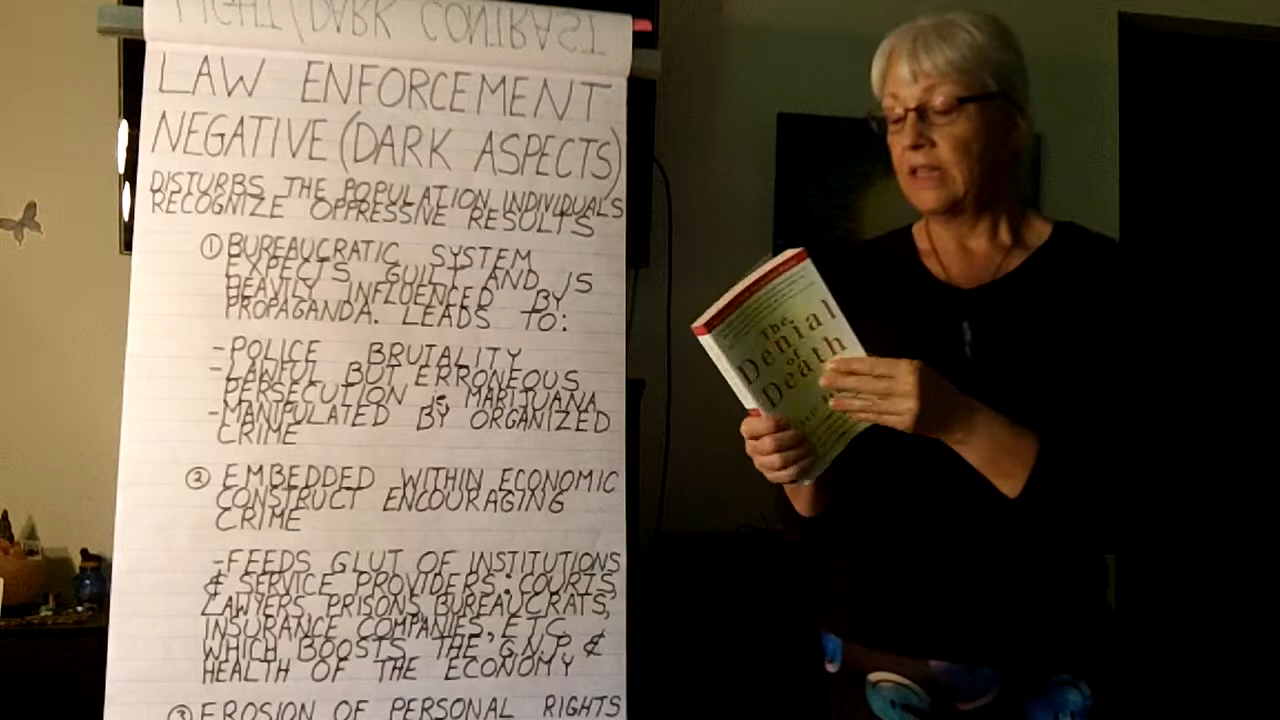 LIGHT/DARK CONTRAST
LAW ENFORCEMENT
NEGATIVE (DARK ASPECTS)
DISTURBS THE POPULATION, INDIVIDUALS
RECOGNIZE OPPRESSIVE RESULTS
① BUREAUCRATIC SYSTEM
EXPECTS GUILT AND IS
HEAVILY INFLUENCED BY
PROPAGANDA. LEADS TO:
-POLICE BRUTALITY
-LAWFUL BUT ERRONEOUS
PERSECUTION ie MARIJUANA
-MANIPULATED BY ORGANIZED
CRIME
② EMBEDDED WITHIN ECONOMIC
CONSTRUCT ENCOURAGING
CRIME
-FEEDS GLUT OF INSTITUTIONS
& SERVICE PROVIDERS: COURTS,
LAWYERS, PRISONS, BUREAUCRATS,
INSURANCE COMPANIES, ETC.
WHICH BOOSTS THE G.N.P. &
HEALTH OF THE ECONOMY
③ EROSION OF PERSONAL RIGHTS
The
Denial
of
Death